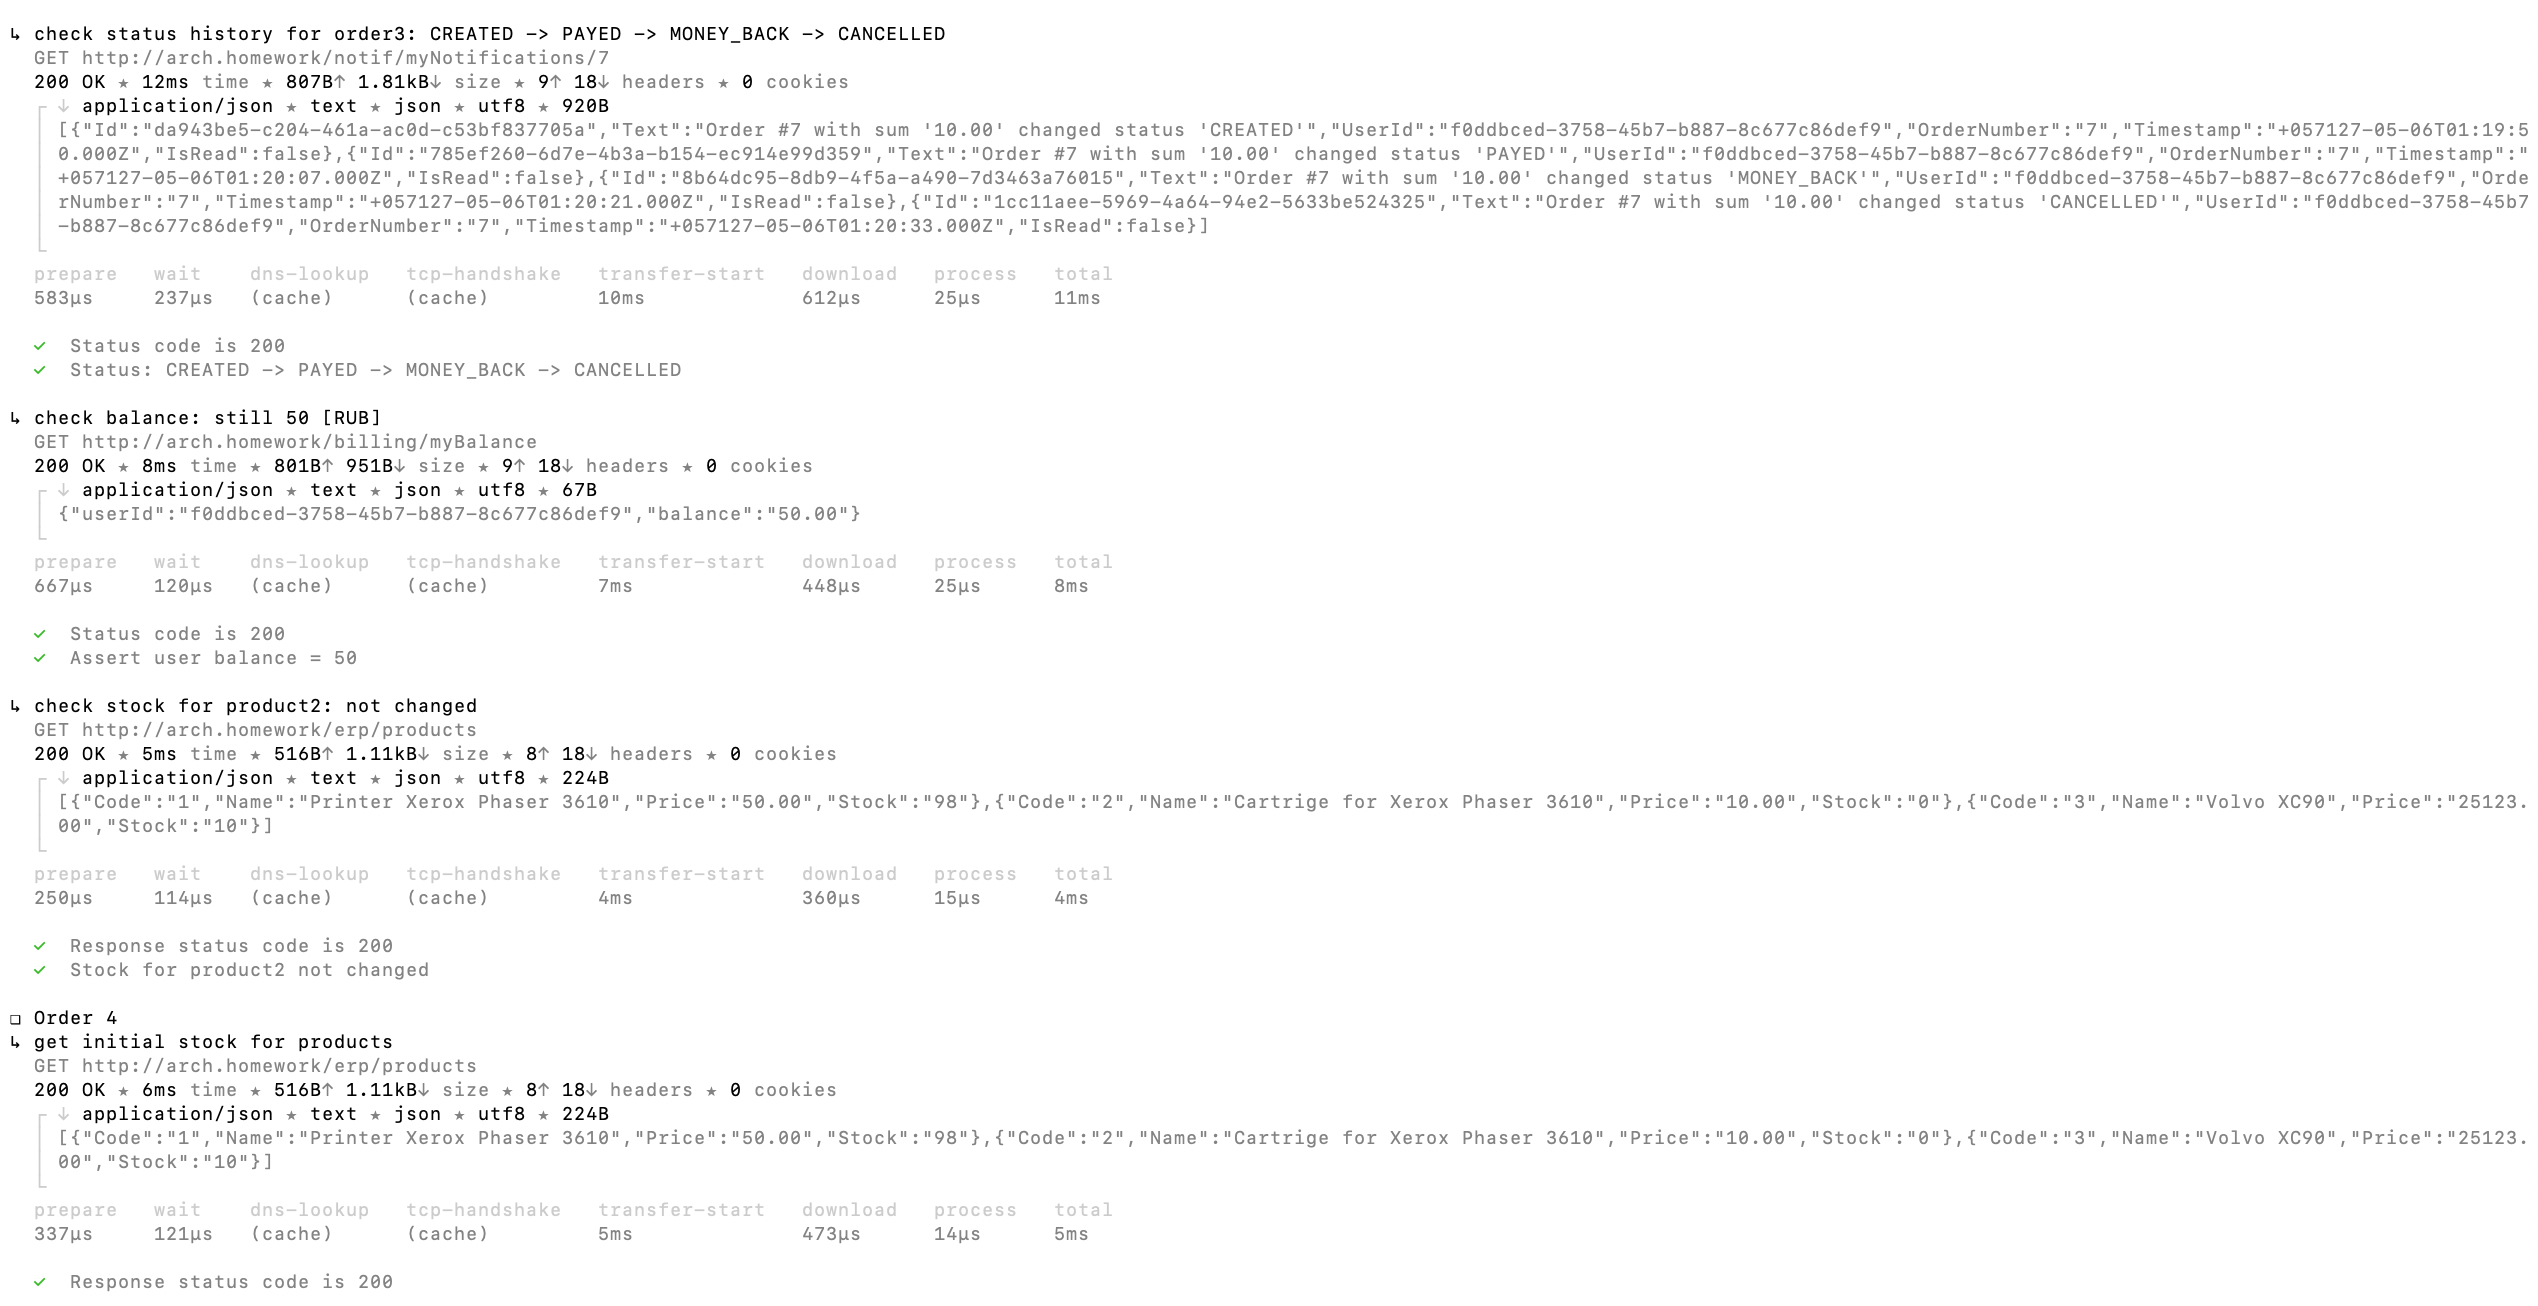 ↳ check status history for order3: CREATED -> PAYED -> MONEY_BACK -> CANCELLED
GET http://arch.homework/notif/myNotifications/7
200 OK ★ 12ms time ★ 807B↑ 1.81kB↓ size ★ 9↑ 18↓ headers ★ 0 cookies
↓ application/json ★ text ★ json ★ utf8 ★ 920B
[{"Id":"da943be5-c204-461a-ac0d-c53bf837705a","Text":"Order #7 with sum '10.00' changed status 'CREATED'","UserId":"f0ddbced-3758-45b7-b887-8c677c86def9","OrderNumber":"7","Timestamp":"+057127-05-06T01:19:5
0.000Z","IsRead":false},{"Id":"785ef260-6d7e-4b3a-b154-ec914e99d359","Text":"Order #7 with sum '10.00' changed status 'PAYED'","UserId":"f0ddbced-3758-45b7-b887-8c677c86def9","OrderNumber":"7","Timestamp":"
+057127-05-06T01:20:07.000Z","IsRead":false},{"Id":"8b64dc95-8db9-4f5a-a490-7d3463a76015","Text":"Order #7 with sum '10.00' changed status 'MONEY_BACK'","UserId":"f0ddbced-3758-45b7-b887-8c677c86def9","Orde
rNumber":"7","Timestamp":"+057127-05-06T01:20:21.000Z","IsRead":false},{"Id":"1cc11aee-5969-4a64-94e2-5633be524325","Text":"Order #7 with sum '10.00' changed status 'CANCELLED'","UserId":"f0ddbced-3758-45b7
-b887-8c677c86def9","OrderNumber":"7","Timestamp":"+057127-05-06T01:20:33.000Z","IsRead":false}]
prepare wait dns-lookup tcp-handshake transfer-start download process total
583µs 237µs (cache) (cache) 10ms 612µs 25µs 11ms
✓ Status code is 200
✓ Status: CREATED -> PAYED -> MONEY_BACK -> CANCELLED
↳ check balance: still 50 [RUB]
GET http://arch.homework/billing/myBalance
200 OK ★ 8ms time ★ 801B↑ 951B↓ size ★ 9↑ 18↓ headers ★ 0 cookies
↓ application/json ★ text ★ json ★ utf8 ★ 67B
{"userId":"f0ddbced-3758-45b7-b887-8c677c86def9","balance":"50.00"}
prepare wait dns-lookup tcp-handshake transfer-start download process total
667µs 120µs (cache) (cache) 7ms 448µs 25µs 8ms
✓ Status code is 200
✓ Assert user balance = 50
↳ check stock for product2: not changed
GET http://arch.homework/erp/products
200 OK ★ 5ms time ★ 516B↑ 1.11kB↓ size ★ 8↑ 18↓ headers ★ 0 cookies
↓ application/json ★ text ★ json ★ utf8 ★ 224B
[{"Code":"1","Name":"Printer Xerox Phaser 3610","Price":"50.00","Stock":"98"},{"Code":"2","Name":"Cartrige for Xerox Phaser 3610","Price":"10.00","Stock":"0"},{"Code":"3","Name":"Volvo XC90","Price":"25123.
00","Stock":"10"}]
prepare wait dns-lookup tcp-handshake transfer-start download process total
250µs 114µs (cache) (cache) 4ms 360µs 15µs 4ms
✓ Response status code is 200
✓ Stock for product2 not changed
❏ Order 4
↳ get initial stock for products
GET http://arch.homework/erp/products
200 OK ★ 6ms time ★ 516B↑ 1.11kB↓ size ★ 8↑ 18↓ headers ★ 0 cookies
↓ application/json ★ text ★ json ★ utf8 ★ 224B
[{"Code":"1","Name":"Printer Xerox Phaser 3610","Price":"50.00","Stock":"98"},{"Code":"2","Name":"Cartrige for Xerox Phaser 3610","Price":"10.00","Stock":"0"},{"Code":"3","Name":"Volvo XC90","Price":"25123.
00","Stock":"10"}]
prepare wait dns-lookup tcp-handshake transfer-start download process total
337µs 121µs (cache) (cache) 5ms 473µs 14µs 5ms
✓ Response status code is 200